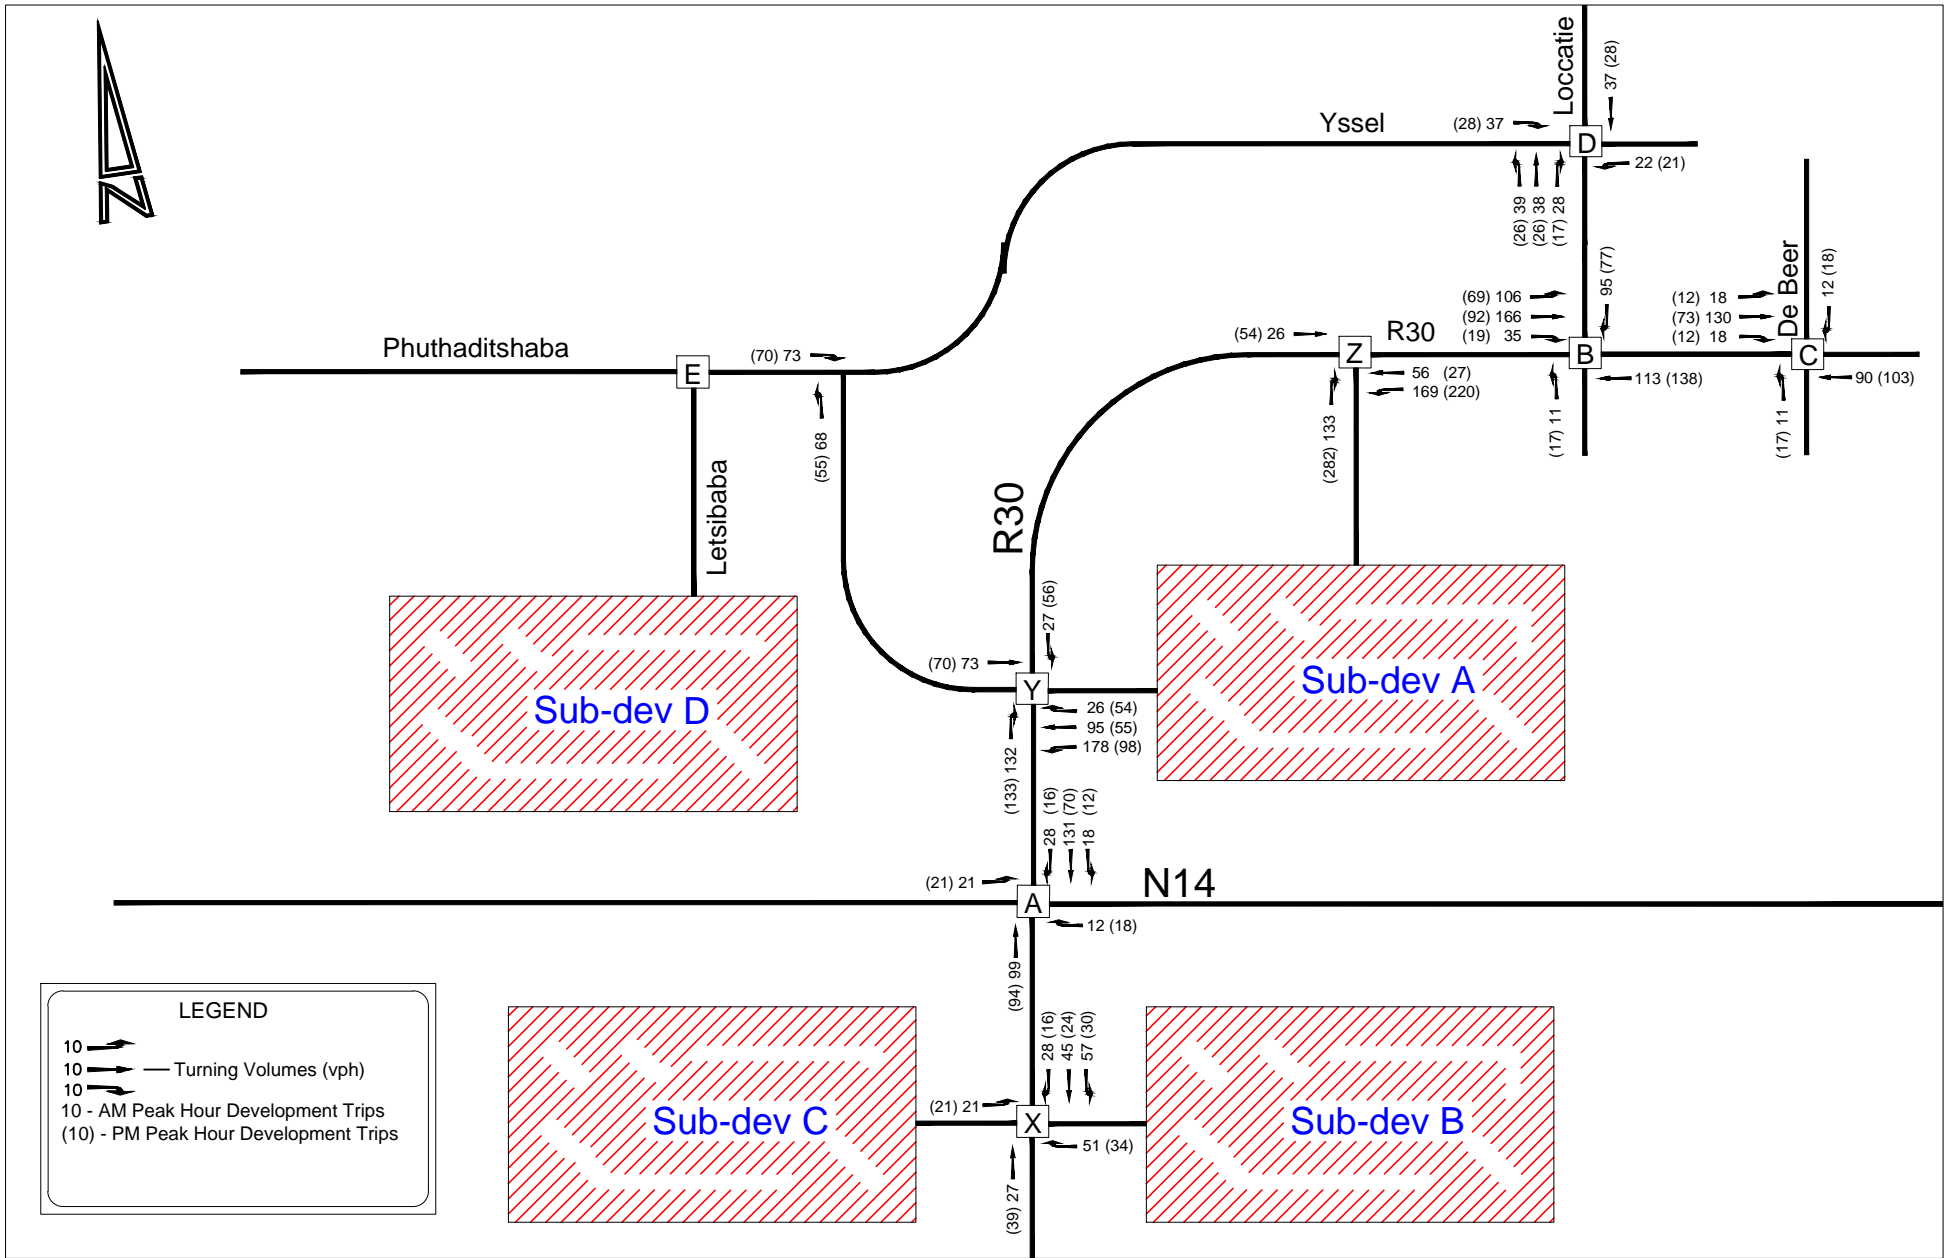 Loccatie
37 (28)
Yssel
(28) 37
D
22 (21)
(26) 39
(26) 38
(17) 28
De Beer
12 (18)
95 (77)
(69) 106
(92) 166
(19) 35
(12) 18
(73) 130
(12) 18
(54) 26
R30
Z
B
C
Phuthaditshaba
(70) 73
E
56 (27)
169 (220)
113 (138)
90 (103)
(55) 68
(282) 133
(17) 11
(17) 11
Letsibaba
R30
27 (56)
(70) 73
Y
Sub-dev D
Sub-dev A
26 (54)
95 (55)
178 (98)
(133) 132
28 (16)
131 (70)
18 (12)
(21) 21
N14
A
12 (18)
(94) 99
28 (16)
45 (24)
57 (30)
(21) 21
Sub-dev C
X
Sub-dev B
51 (34)
(39) 27
LEGEND
10
10 Turning Volumes (vph)
10
10 - AM Peak Hour Development Trips
(10) - PM Peak Hour Development Trips
N